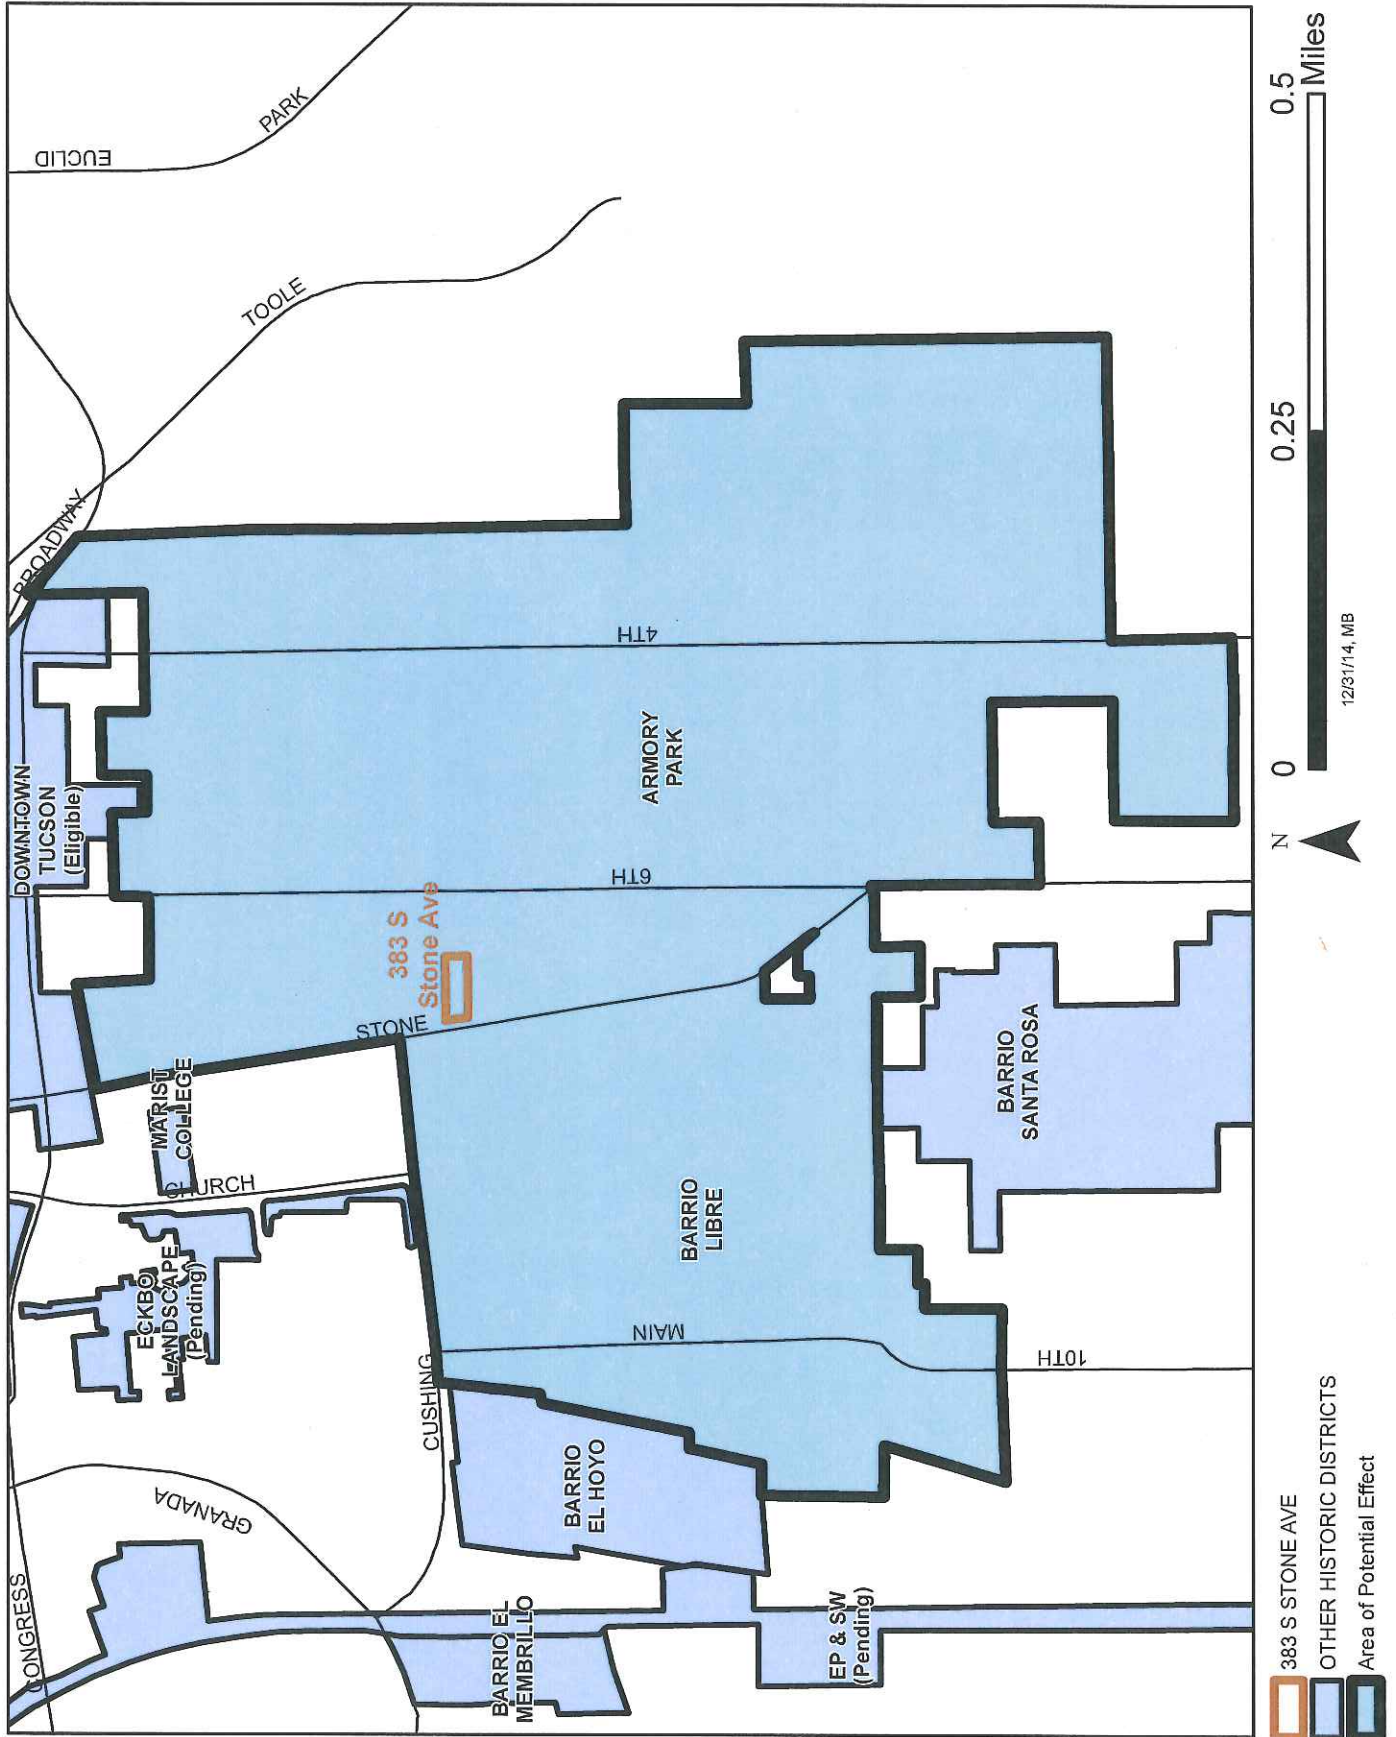 CONGRESS
GRANADA
CUSHING
ECKBO
LANDSCAPE
(Pending)
CHURCH
MARIST
COLLEGE
STONE
DOWNTOWN
TUCSON
(Eligible)
BROADWAY
TOOLE
EUCLID
PARK
383 S
Stone Ave
6TH
4TH
ARMORY
PARK
BARRIO
LIBRE
MAIN
10TH
BARRIO
EL HOYO
BARRIO EL
MEMBRILLO
EP & SW
(Pending)
BARRIO
SANTA ROSA
383 S STONE AVE
OTHER HISTORIC DISTRICTS
Area of Potential Effect
N
0 0.25 0.5
Miles
12/31/14, MB